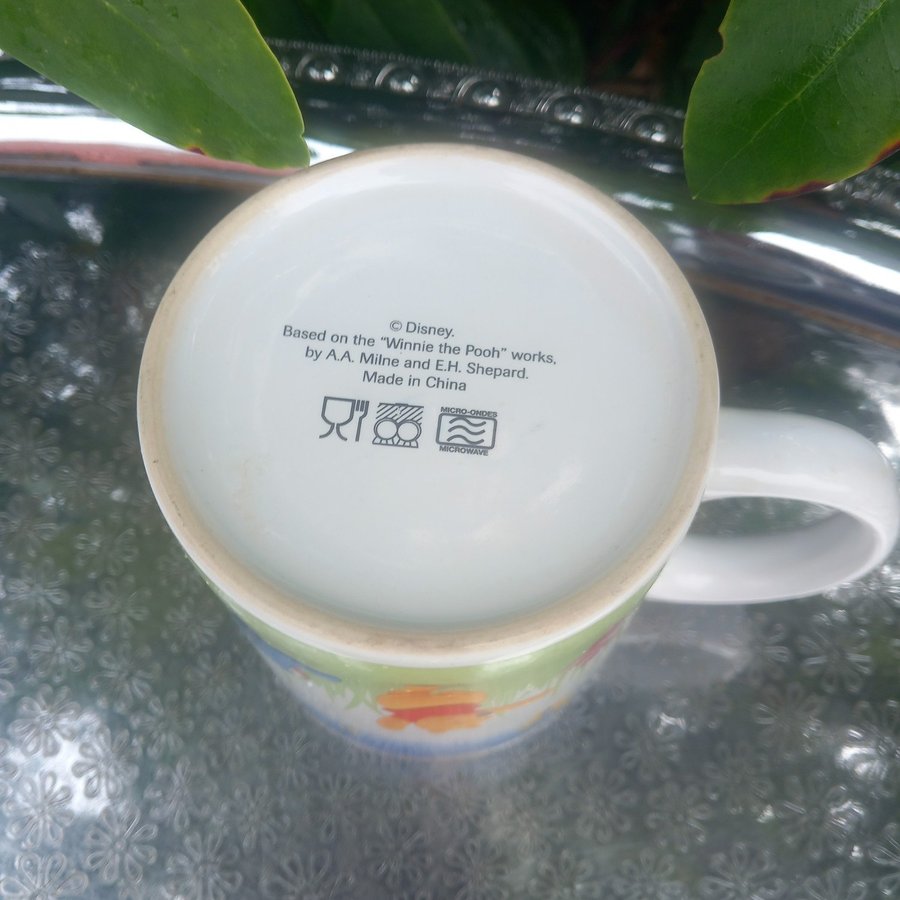 © Disney.
Based on the “Winnie the Pooh” works,
by A.A. Milne and E.H. Shepard.
Made in China
MICRO-ONDES
MICROWAVE